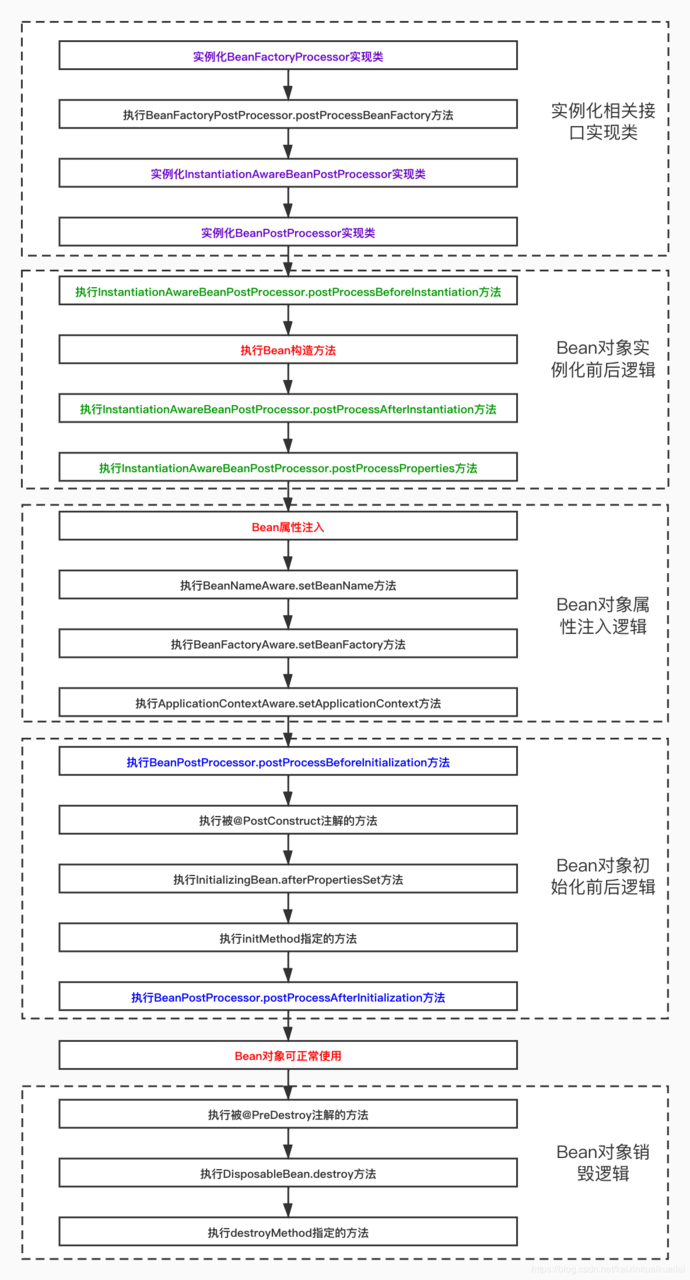 实例化BeanFactoryProcessor实现类
执行BeanFactoryPostProcessor.postProcessBeanFactory方法
实例化InstantiationAwareBeanPostProcessor实现类
实例化BeanPostProcessor实现类
实例化相关接
口实现类
执行InstantiationAwareBeanPostProcessor.postProcessBeforeInstantiation方法
执行Bean构造方法
执行InstantiationAwareBeanPostProcessor.postProcessAfterInstantiation方法
执行InstantiationAwareBeanPostProcessor.postProcessProperties方法
Bean对象实
例化前后逻辑
Bean属性注入
执行BeanNameAware.setBeanName方法
执行BeanFactoryAware.setBeanFactory方法
执行ApplicationContextAware.setApplicationContext方法
Bean对象属
性注入逻辑
执行BeanPostProcessor.postProcessBeforeInitialization方法
执行被@PostConstruct注解的方法
执行InitializingBean.afterPropertiesSet方法
执行initMethod指定的方法
执行BeanPostProcessor.postProcessAfterInitialization方法
Bean对象初
始化前后逻辑
Bean对象可正常使用
执行被@PreDestroy注解的方法
执行DisposableBean.destroy方法
执行destroyMethod指定的方法
Bean对象销
毁逻辑